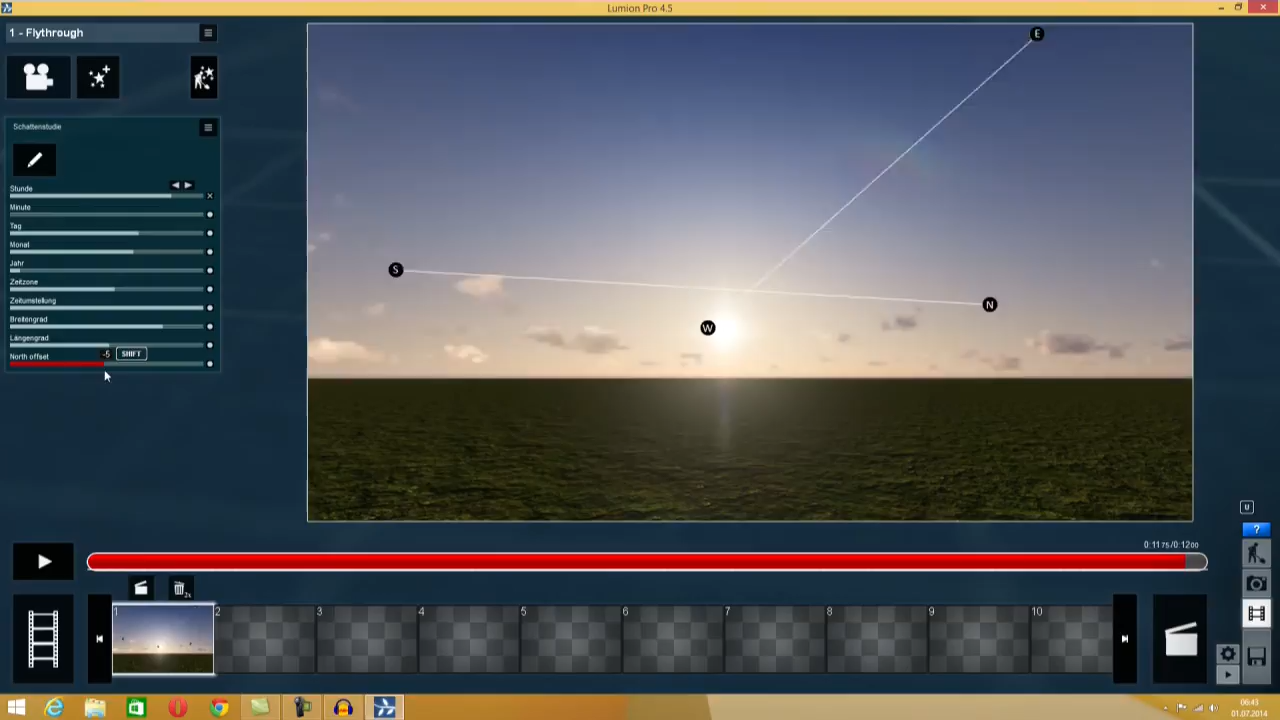 Lumion Pro 4.5
1 - Flythrough
Schattenstudie
Stunde
Minute
Tag
Monat
Jahr
Zeitzone
Zeitumstellung
Breitengrad
Längengrad
North offset
-5
SHIFT
E
S
N
W
U
?
0:11 75/0:12 00
2x
1
2
3
4
5
6
7
8
9
10
06:43
01.07.2014